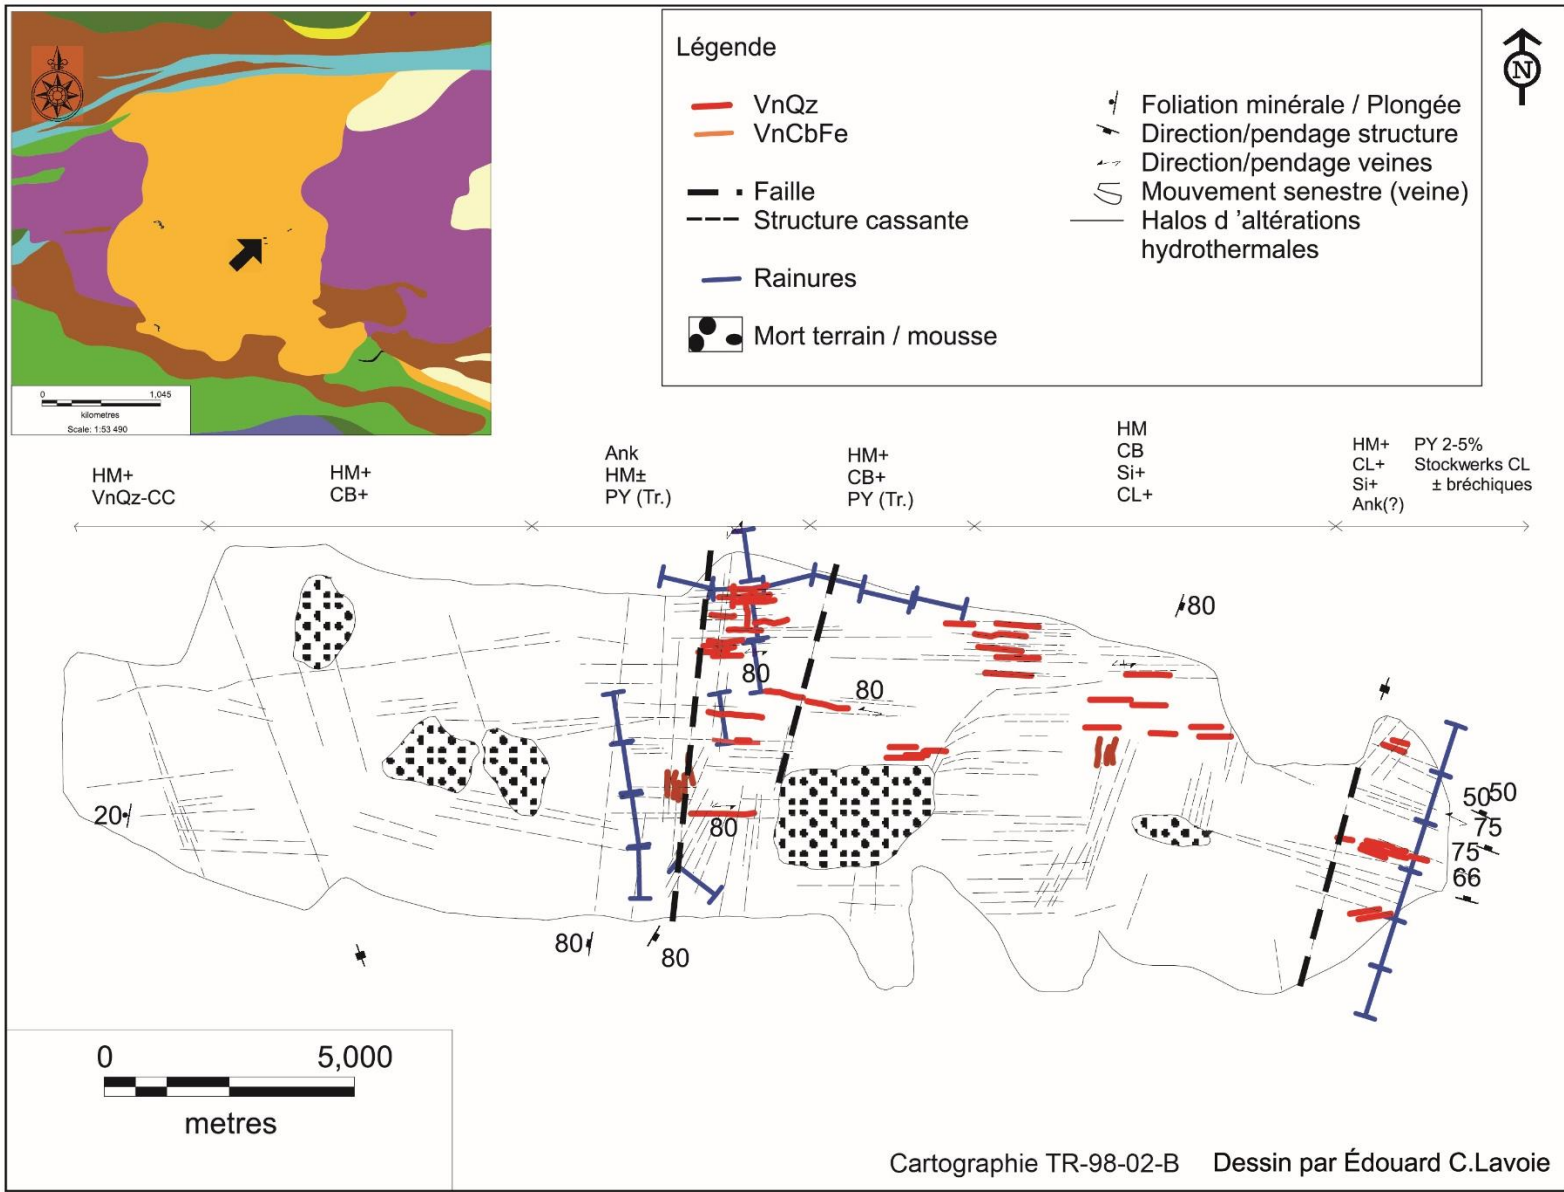 0 1,045
kilometres
Scale: 1:53 490
Légende
VnQz
VnCbFe
Faille
Structure cassante
Rainures
Mort terrain / mousse
Foliation minérale / Plongée
Direction/pendage structure
Direction/pendage veines
Mouvement senestre (veine)
Halos d 'altérations
hydrothermales
N
HM+
VnQz-CC
HM+
CB+
Ank
HM±
PY (Tr.)
HM+
CB+
PY (Tr.)
HM
CB
Si+
CL+
HM+
CL+
Si+
Ank(?)
PY 2-5%
Stockwerks CL
± bréchiques
80
80
80
50
50
75
75
66
20
80
80
80
0 5,000
metres
Cartographie TR-98-02-B Dessin par Édouard C.Lavoie